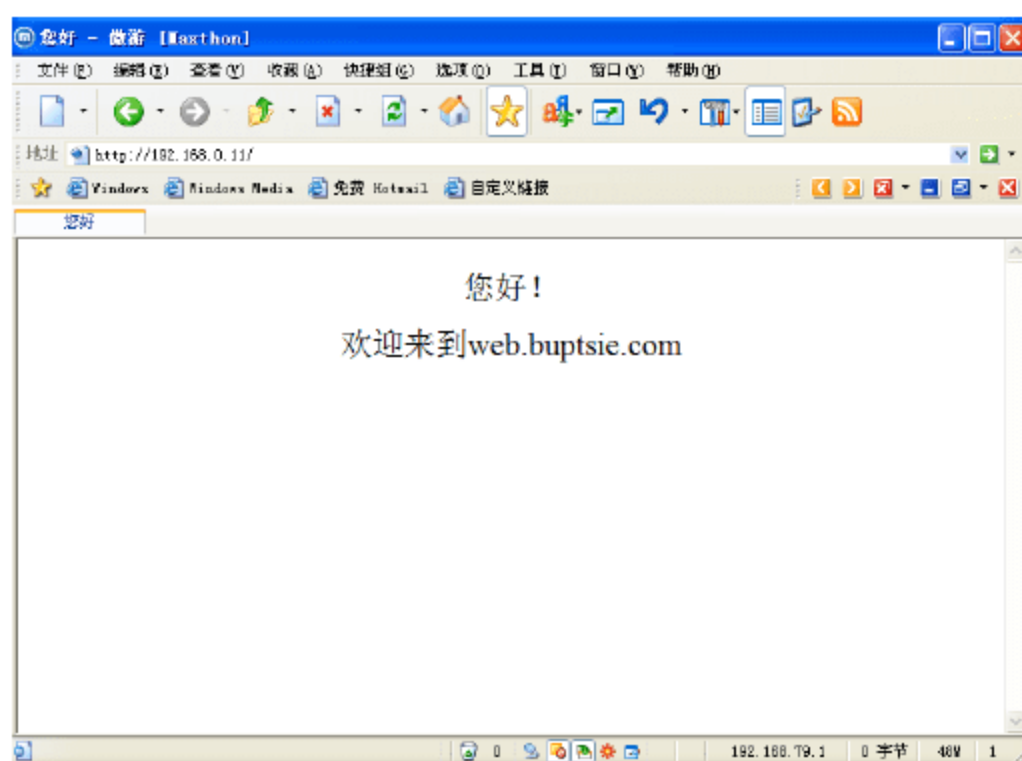 您好 - 傲游 [Maxthon]
文件(F) 编辑(E) 查看(V) 收藏(A) 快捷组(G) 选项(O) 工具(T) 窗口(W) 帮助(H)
地址 http://192.168.0.11/
Windows Windows Media 免费 Hotmail 自定义链接
您好
您好！
欢迎来到web.buptsie.com
0 192.168.79.1 0 字节 48M 1